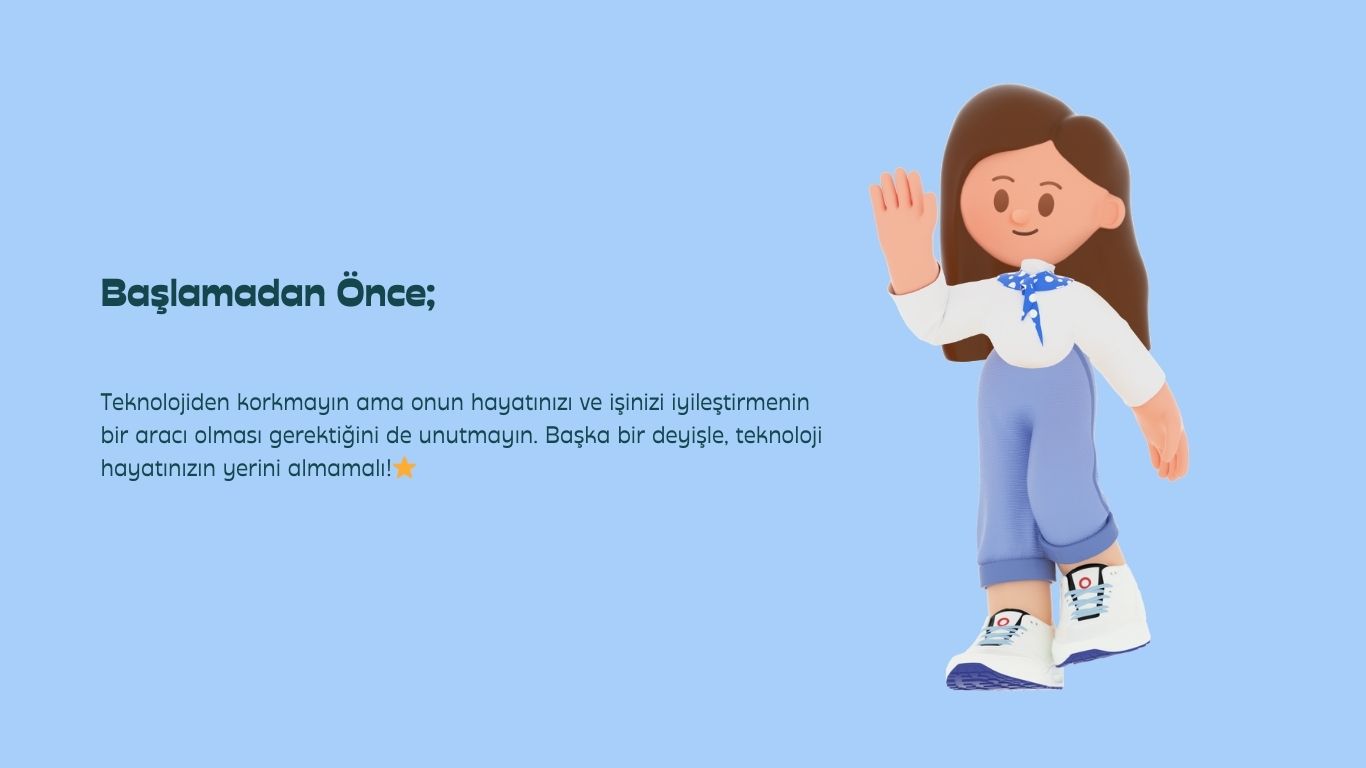 Başlamadan Önce;
Teknolojiden korkmayın ama onun hayatınızı ve işinizi iyileştirmenin
bir aracı olması gerektiğini de unutmayın. Başka bir deyişle, teknoloji
hayatınızın yerini almamalı!⭐